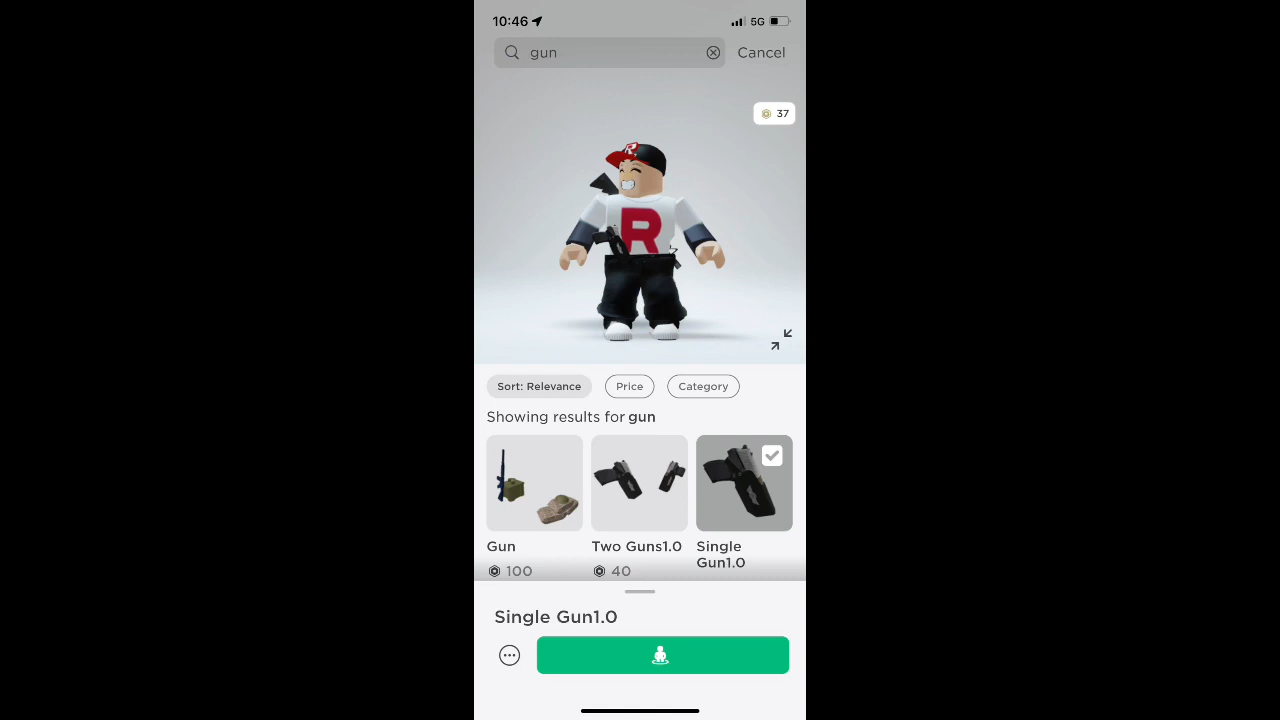 10:46 5G
gun Cancel
37
R
R
Sort: Relevance Price Category
Showing results for gun
Gun Two Guns1.0 Single
Gun1.0
100 40
Single Gun1.0